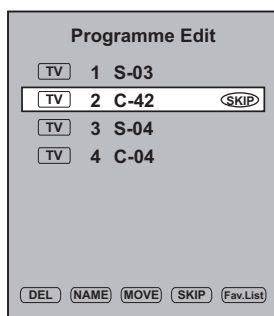 Programme Edit
TV 1 S-03
TV 2 C-42 SKIP
TV 3 S-04
TV 4 C-04
DEL NAME MOVE SKIP Fav.List